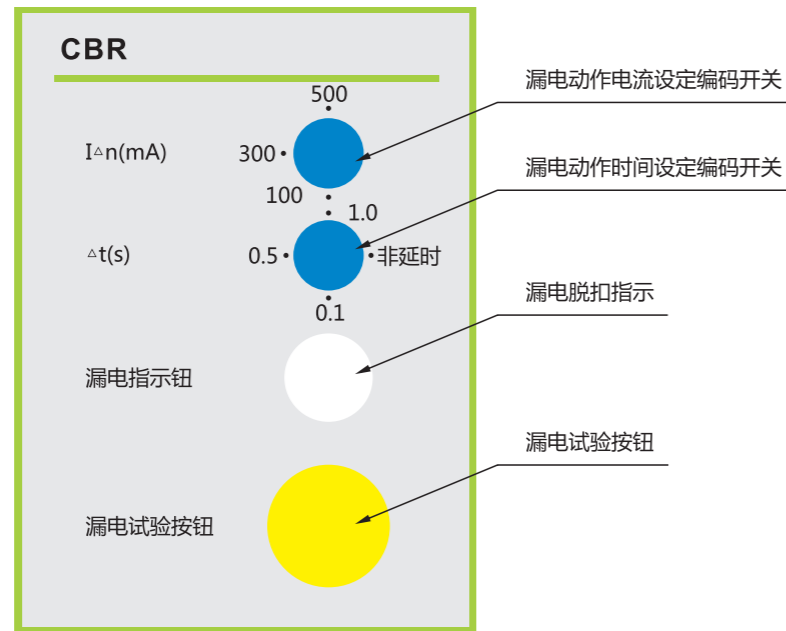 CBR
漏电动作电流设定编码开关
500
I△n(mA)
300
100
漏电动作时间设定编码开关
1.0
△t(s)
0.5
非延时
0.1
漏电脱扣指示
漏电指示钮
漏电试验按钮
漏电试验按钮